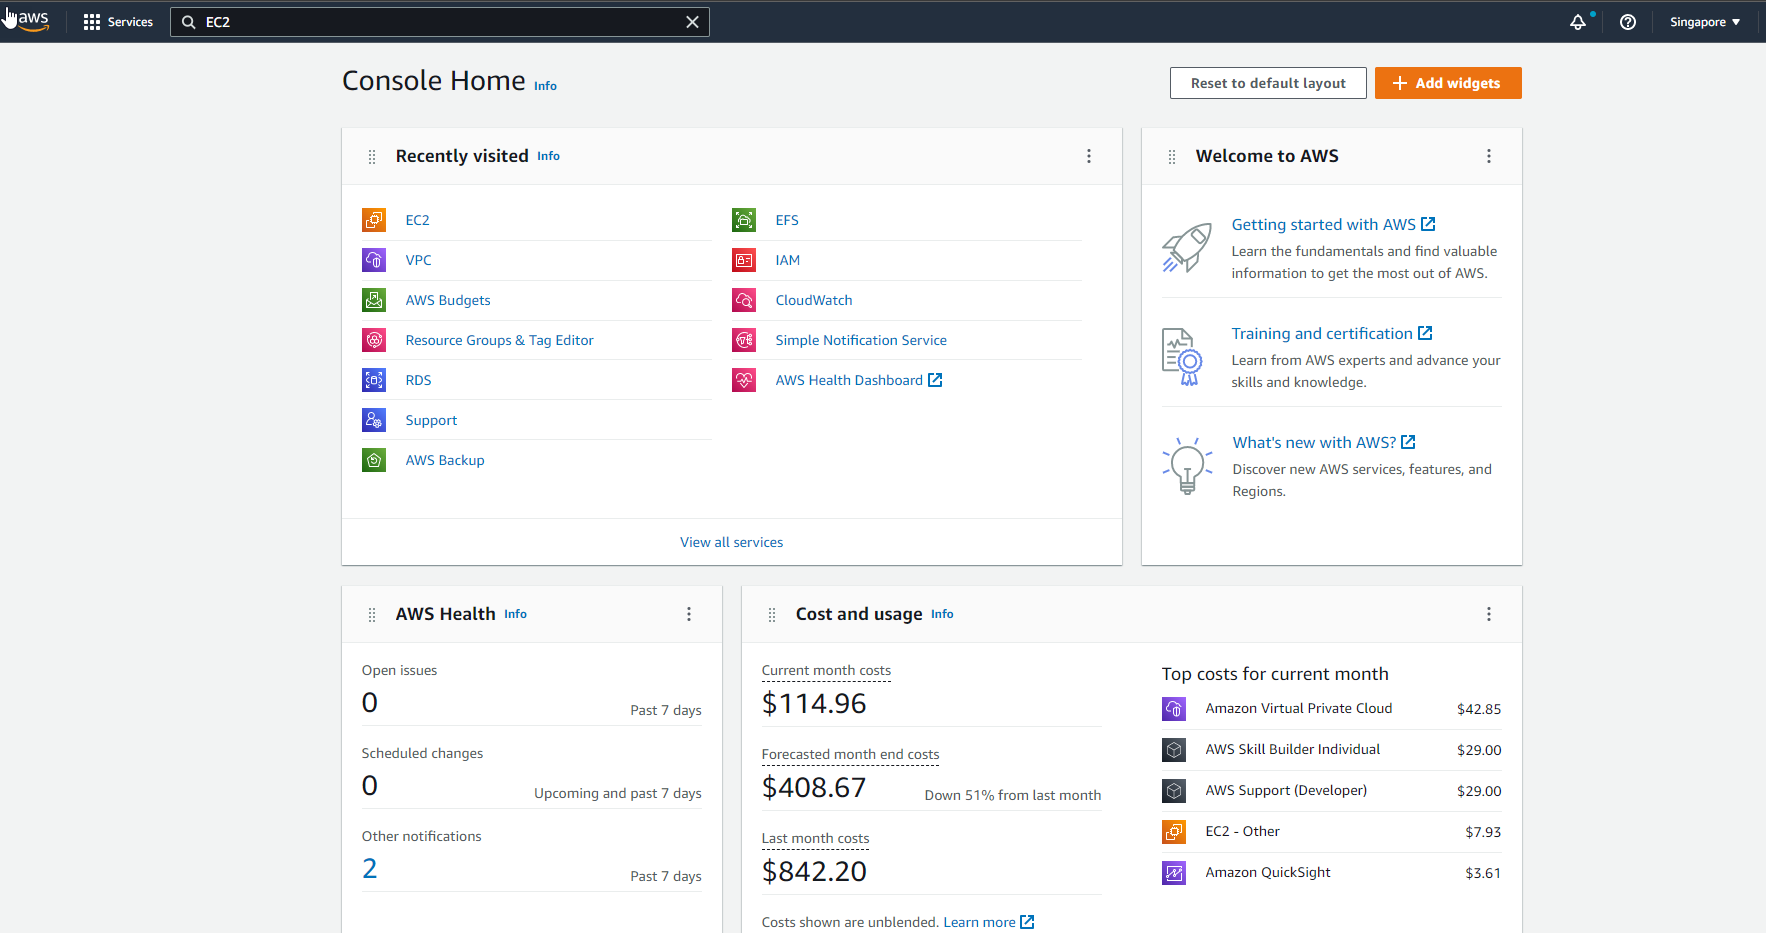 aws
Services
EC2
Singapore
Console Home Info
Reset to default layout
Add widgets
Recently visited Info
EC2
VPC
AWS Budgets
Resource Groups & Tag Editor
RDS
Support
AWS Backup
EFS
IAM
CloudWatch
Simple Notification Service
AWS Health Dashboard
View all services
Welcome to AWS
Getting started with AWS
Learn the fundamentals and find valuable
information to get the most out of AWS.
Training and certification
Learn from AWS experts and advance your
skills and knowledge.
What's new with AWS?
Discover new AWS services, features, and
Regions.
AWS Health Info
Open issues
0
Past 7 days
Scheduled changes
0
Upcoming and past 7 days
Other notifications
2
Past 7 days
Cost and usage Info
Current month costs
$114.96
Forecasted month end costs
$408.67
Down 51% from last month
Last month costs
$842.20
Costs shown are unblended. Learn more
Top costs for current month
Amazon Virtual Private Cloud $42.85
AWS Skill Builder Individual $29.00
AWS Support (Developer) $29.00
EC2 - Other $7.93
Amazon QuickSight $3.61